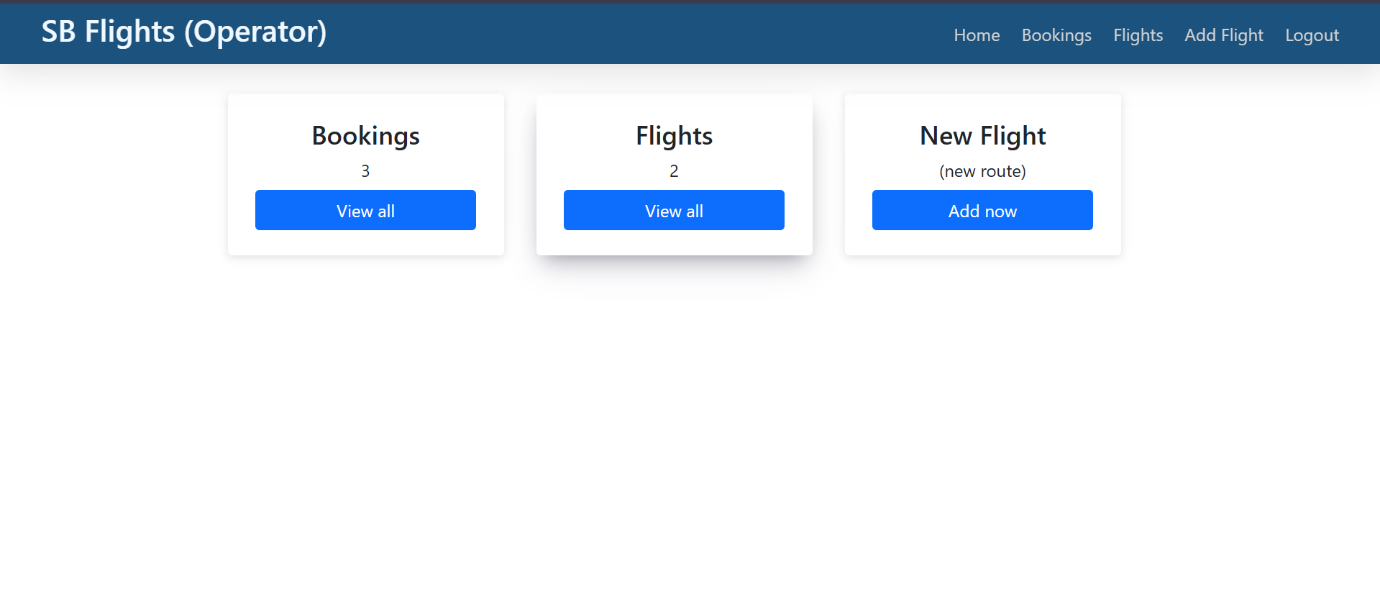 SB Flights (Operator)
Home Bookings Flights Add Flight Logout
Bookings
3
View all
Flights
2
View all
New Flight
(new route)
Add now